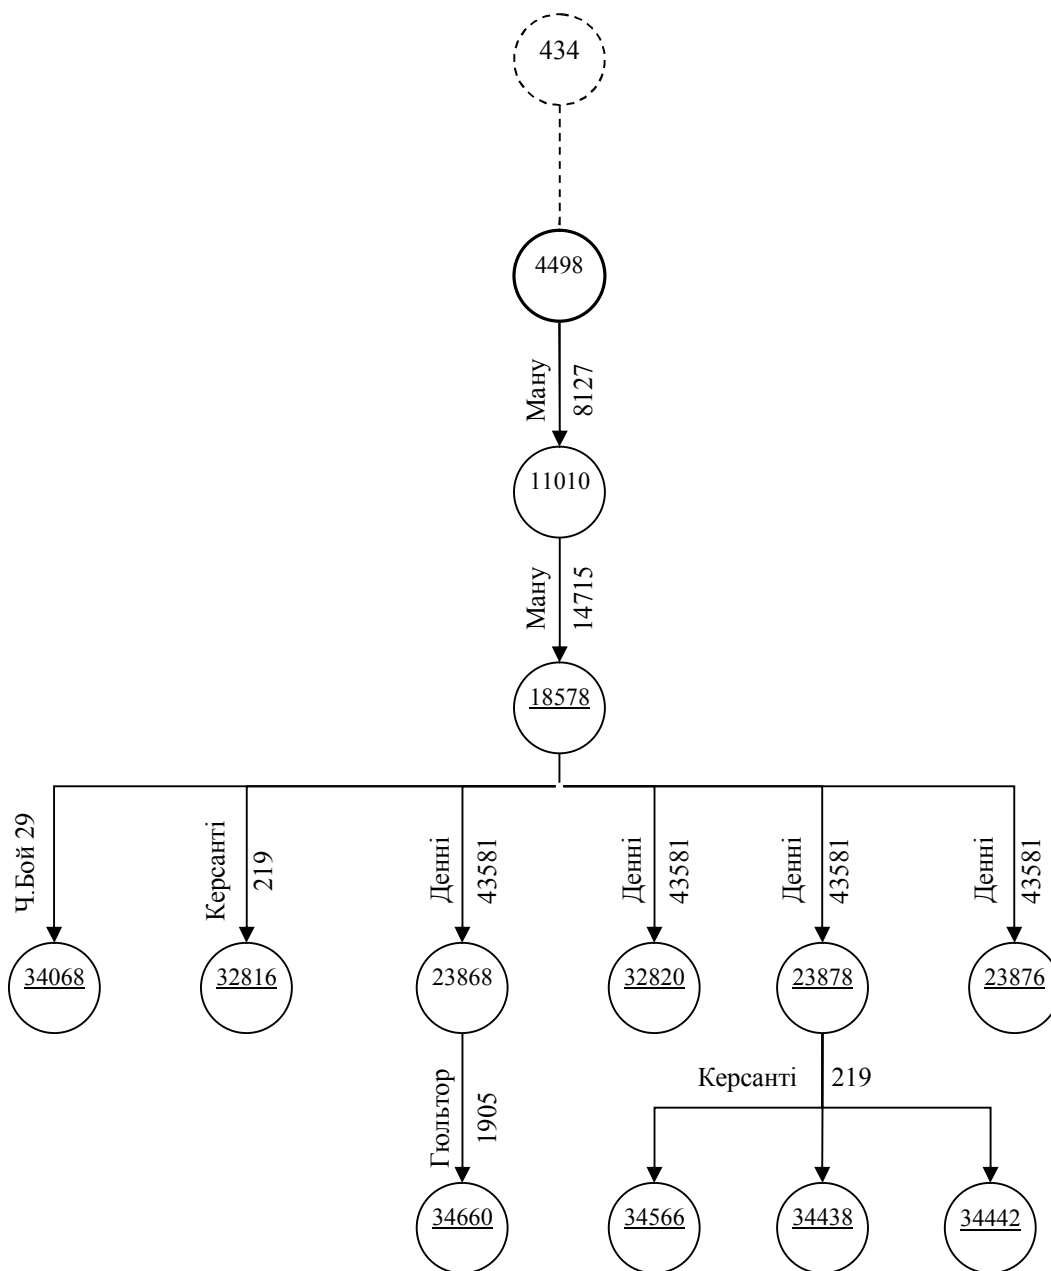 434
4498
Ману
8127
11010
Ману
14715
18578
Ч.Бой 29
Керсанті
219
Денні
43581
Денні
43581
Денні
43581
Денні
43581
34068
32816
23868
32820
23878
23876
Гюльтор
1905
Керсанті 219
34660
34566
34438
34442